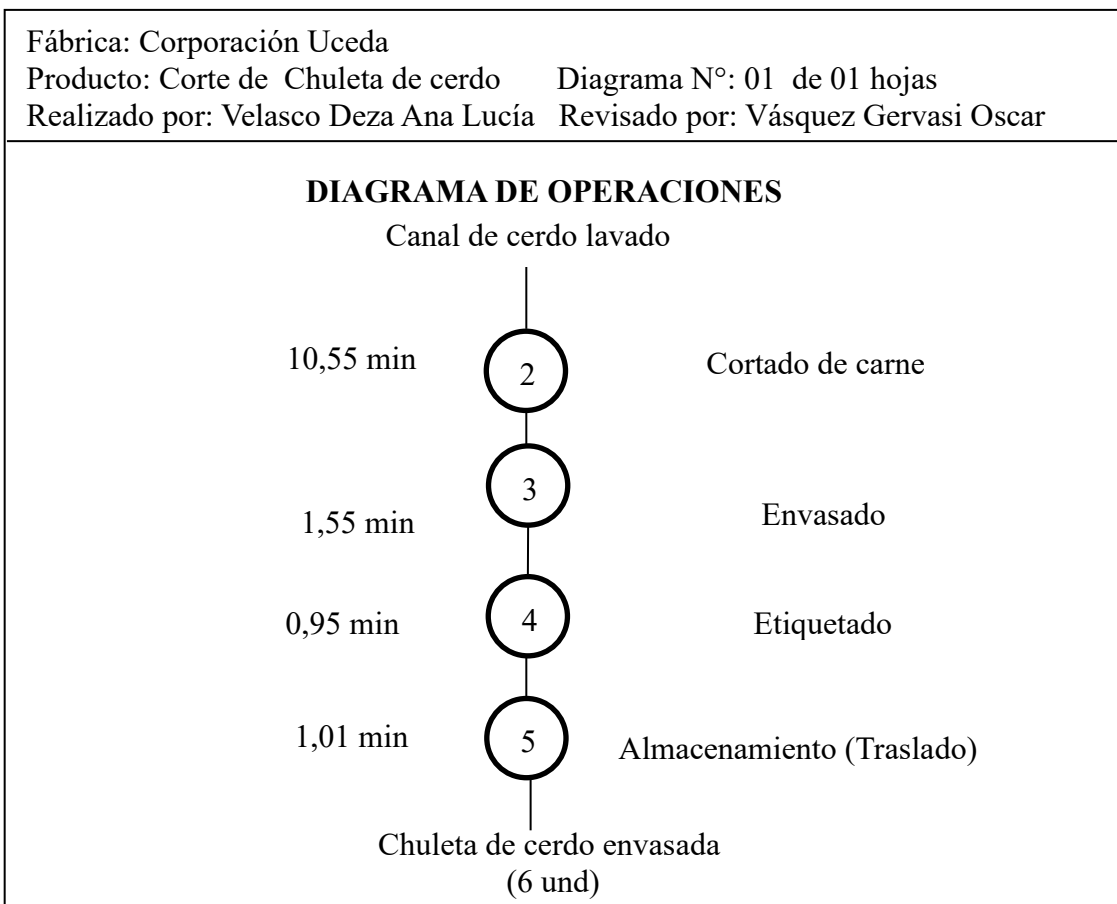 Fábrica: Corporación Uceda
Producto: Corte de Chuleta de cerdo Diagrama N°: 01 de 01 hojas
Realizado por: Velasco Deza Ana Lucía Revisado por: Vásquez Gervasi Oscar
DIAGRAMA DE OPERACIONES
Canal de cerdo lavado
10,55 min 2 Cortado de carne
1,55 min 3 Envasado
0,95 min 4 Etiquetado
1,01 min 5 Almacenamiento (Traslado)
Chuleta de cerdo envasada
(6 und)